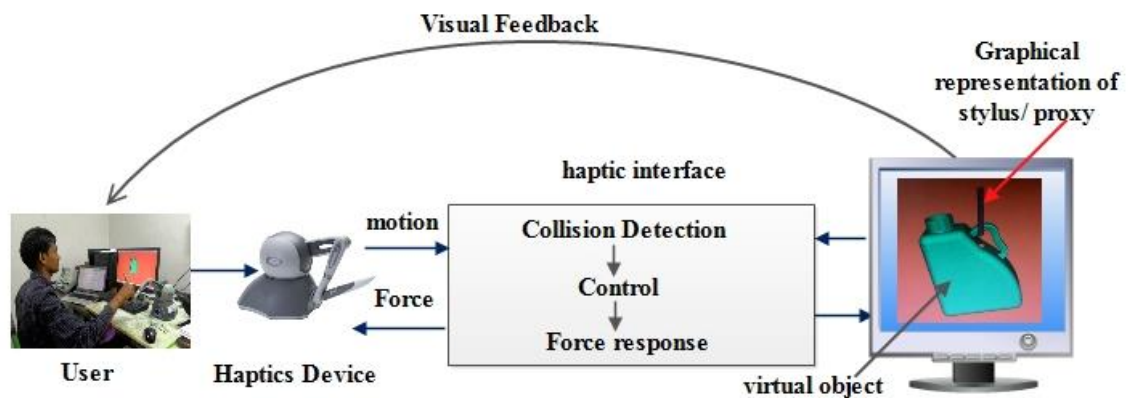 Visual Feedback
Graphical
representation of
stylus/ proxy
haptic interface
motion
Collision Detection
Control
Force
Force response
User
Haptics Device
virtual object